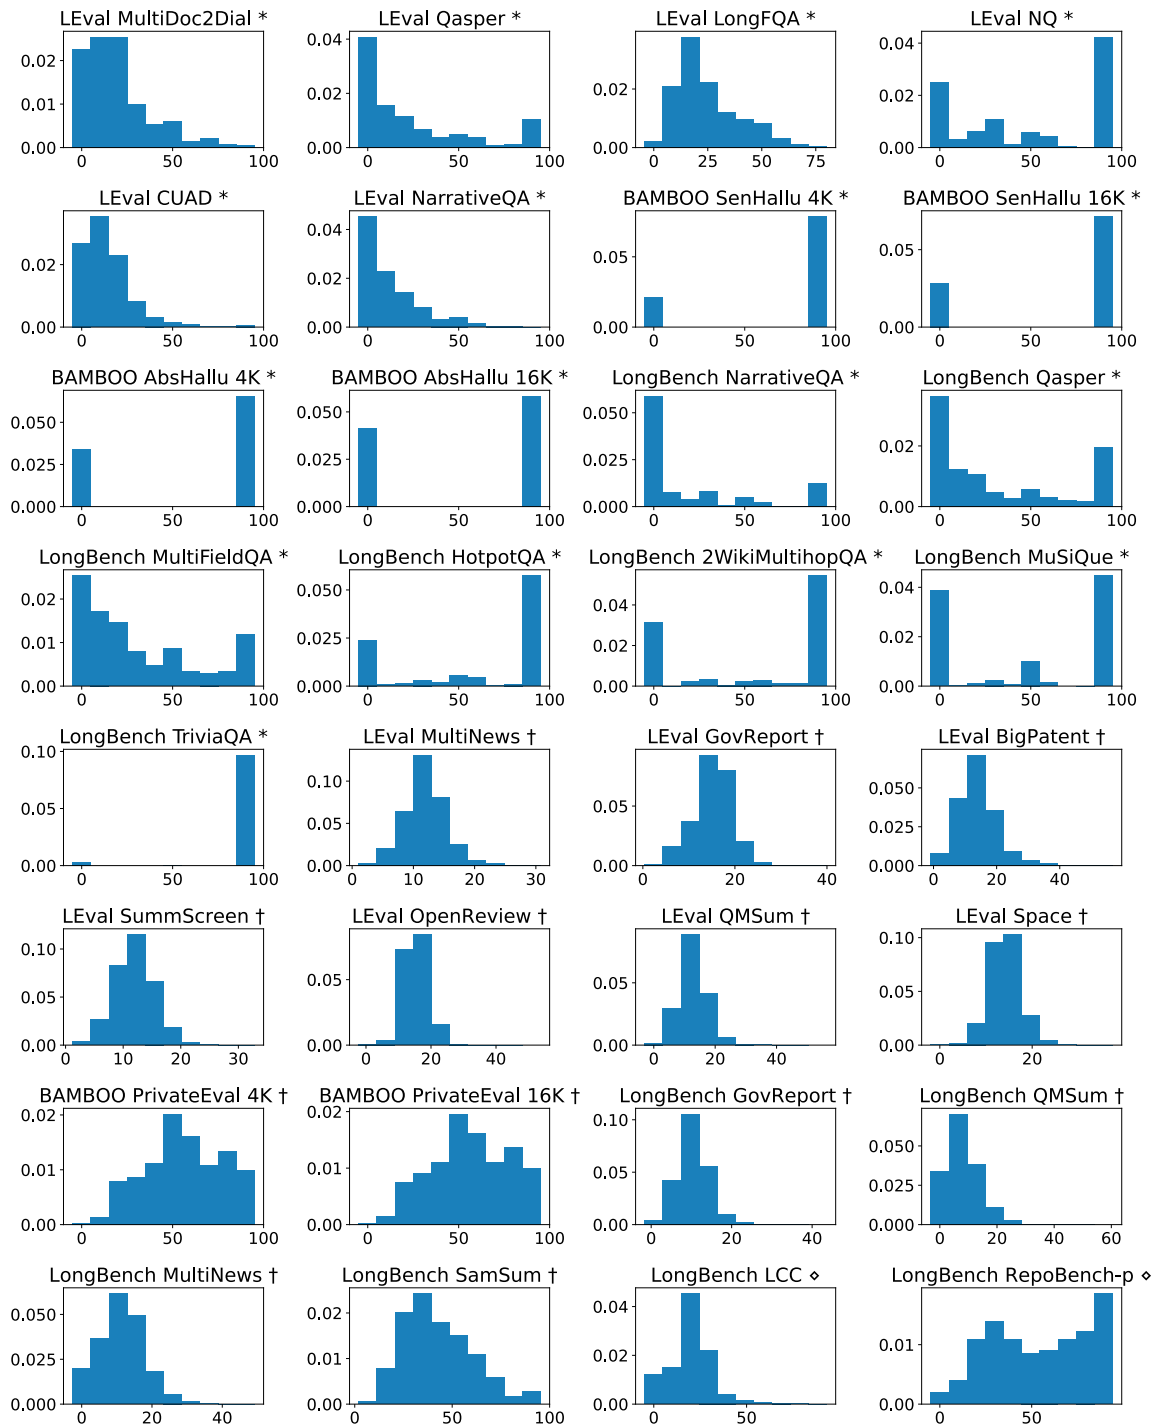 LEval MultiDoc2Dial *
0.02
0.01
0.00
0 50 100
LEval Qasper *
0.04
0.02
0.00
0 50 100
LEval LongFQA *
0.02
0.00
0 25 50 75
LEval NQ *
0.04
0.02
0.00
0 50 100
LEval CUAD *
0.02
0.00
0 50 100
LEval NarrativeQA *
0.04
0.02
0.00
0 50 100
BAMBOO SenHallu 4K *
0.05
0.00
0 50 100
BAMBOO SenHallu 16K *
0.05
0.00
0 50 100
BAMBOO AbsHallu 4K *
0.050
0.025
0.000
0 50 100
BAMBOO AbsHallu 16K *
0.050
0.025
0.000
0 50 100
LongBench NarrativeQA *
0.050
0.025
0.000
0 50 100
LongBench Qasper *
0.02
0.00
0 50 100
LongBench MultiFieldQA *
0.02
0.01
0.00
0 50 100
LongBench HotpotQA *
0.050
0.025
0.000
0 50 100
LongBench 2WikiMultihopQA *
0.04
0.02
0.00
0 50 100
LongBench MuSiQue *
0.04
0.02
0.00
0 50 100
LongBench TriviaQA *
0.10
0.05
0.00
0 50 100
LEval MultiNews †
0.10
0.05
0.00
0 10 20 30
LEval GovReport †
0.05
0.00
0 20 40
LEval BigPatent †
0.050
0.025
0.000
0 20 40
LEval SummScreen †
0.10
0.05
0.00
0 10 20 30
LEval OpenReview †
0.05
0.00
0 20 40
LEval QMSum †
0.05
0.00
0 20 40
LEval Space †
0.10
0.05
0.00
0 20
BAMBOO PrivateEval 4K †
0.02
0.01
0.00
0 50 100
BAMBOO PrivateEval 16K †
0.02
0.01
0.00
0 50 100
LongBench GovReport †
0.10
0.05
0.00
0 20 40
LongBench QMSum †
0.050
0.025
0.000
0 20 40 60
LongBench MultiNews †
0.050
0.025
0.000
0 20 40
LongBench SamSum †
0.02
0.01
0.00
0 50 100
LongBench LCC ⋄
0.04
0.02
0.00
0 50
LongBench RepoBench-p ⋄
0.01
0.00
0 50